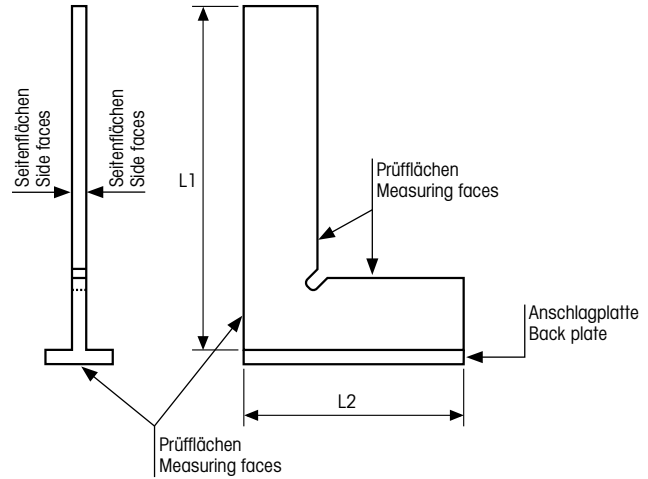 Seitenflächen
Side faces
Seitenflächen
Side faces
L1
Prüfflächen
Measuring faces
Anschlagplatte
Back plate
L2
Prüfflächen
Measuring faces